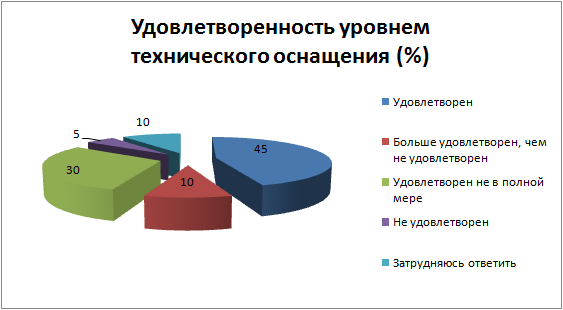 Удовлетворенность уровнем
технического оснащения (%)
10
5
45
30
10
Удовлетворен
Больше удовлетворен, чем
не удовлетворен
Удовлетворен не в полной
мере
Не удовлетворен
Затрудняюсь ответить